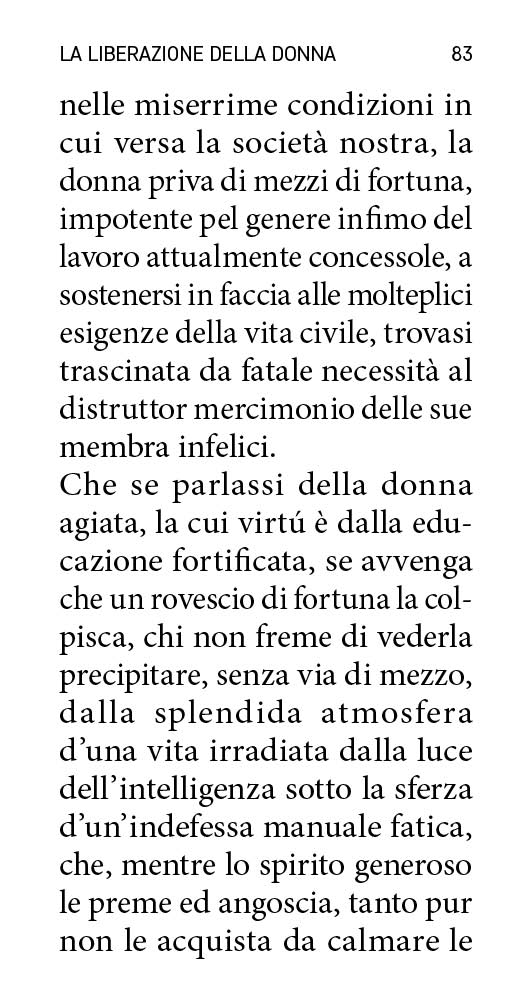 LA LIBERAZIONE DELLA DONNA 83
nelle miserrime condizioni in
cui versa la società nostra, la
donna priva di mezzi di fortuna,
impotente pel genere infimo del
lavoro attualmente concessole, a
sostenersi in faccia alle molteplici
esigenze della vita civile, trovasi
trascinata da fatale necessità al
distruttor mercimonio delle sue
membra infelici.
Che se parlassi della donna
agiata, la cui virtú è dalla edu-
cazione fortificata, se avvenga
che un rovescio di fortuna la col-
pisca, chi non freme di vederla
precipitare, senza via di mezzo,
dalla splendida atmosfera
d’una vita irradiata dalla luce
dell’intelligenza sotto la sferza
d’un’indefessa manuale fatica,
che, mentre lo spirito generoso
le preme ed angoscia, tanto pur
non le acquista da calmare le